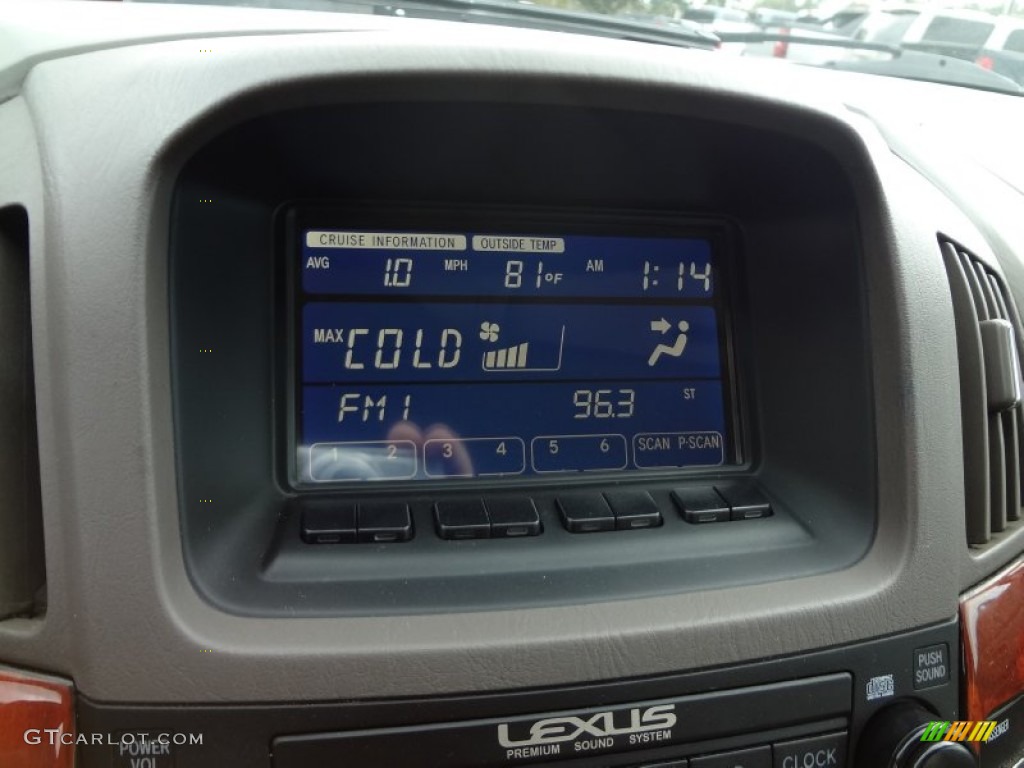 CRUISE INFORMATION OUTSIDE TEMP
AVG 1.0 MPH 81°F AM 1:14
MAX COLD
FM1 96.3 ST
1 2 3 4 5 6 SCAN P·SCAN
PUSH
SOUND
LEXUS
PREMIUM SOUND SYSTEM
POWER
VOL
CLOCK
GTCARLOT.COM